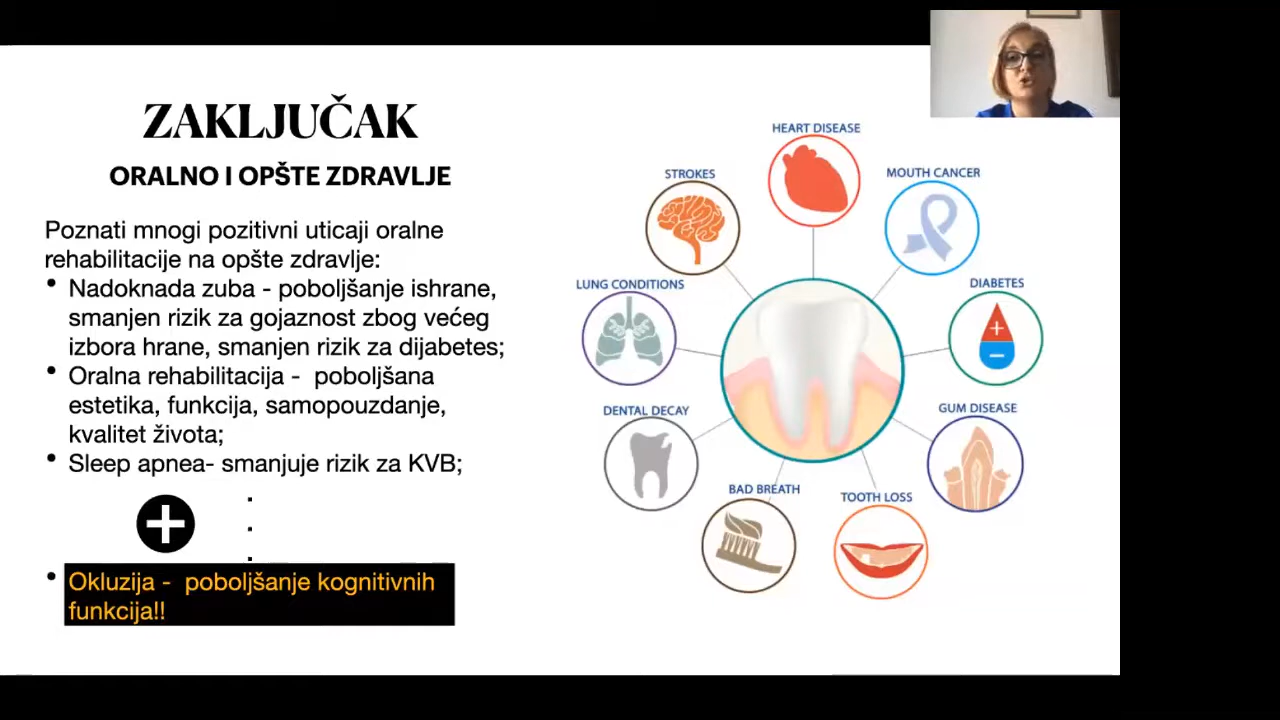 ZAKLJUČAK
ORALNO I OPŠTE ZDRAVLJE
Poznati mnogi pozitivni uticaji oralne
rehabilitacije na opšte zdravlje:
• Nadoknada zuba - poboljšanje ishrane,
smanjen rizik za gojaznost zbog većeg
izbora hrane, smanjen rizik za dijabetes;
• Oralna rehabilitacija -  poboljšana
estetika, funkcija, samopouzdanje,
kvalitet života;
• Sleep apnea- smanjuje rizik za KVB;
• Okluzija -  poboljšanje kognitivnih
funkcija!!
HEART DISEASE
STROKES
MOUTH CANCER
LUNG CONDITIONS
DIABETES
DENTAL DECAY
GUM DISEASE
BAD BREATH
TOOTH LOSS